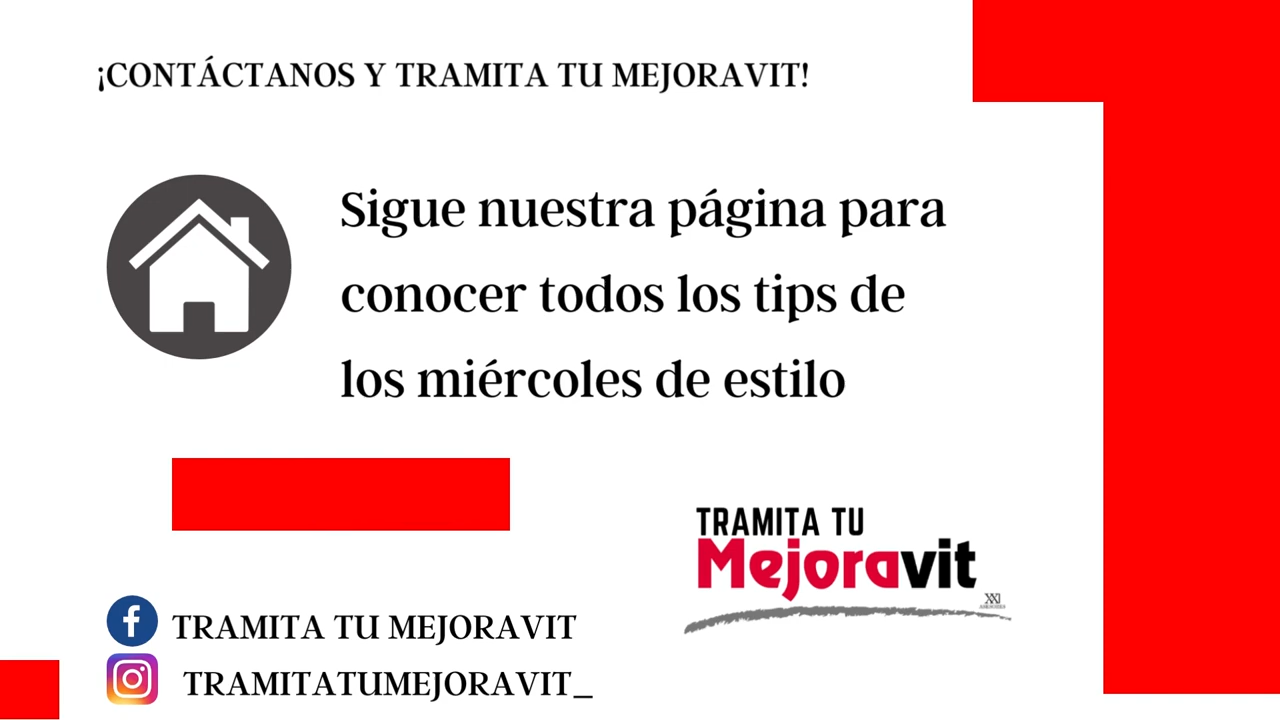 ¡CONTÁCTANOS Y TRAMITA TU MEJORAVIT!
Sigue nuestra página para
conocer todos los tips de
los miércoles de estilo
TRAMITA TU
Mejoravit
XXI
TRAMITA TU MEJORAVIT
TRAMITATUMEJORAVIT_